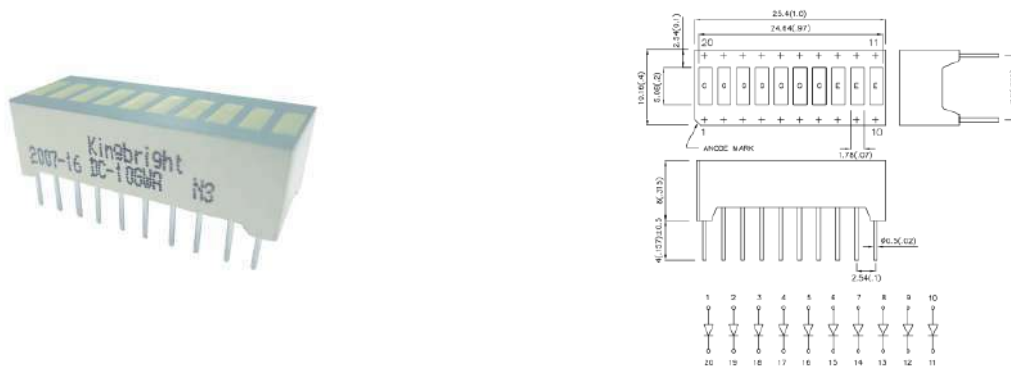 Kingbright
2007-16 DC-10GWA N3
25.4(1.0)
24.64(.97)
2.54(0.1)
20 11
10.16(.4)
5.08(.2)
G G G G G G G E E E
1 10
ANODE MARK
1.78(.07)
8(.315)
4(.157)±0.5
Ø0.5(.02)
2.54(.1)
1 2 3 4 5 6 7 8 9 10
20 19 18 17 16 15 14 13 12 11